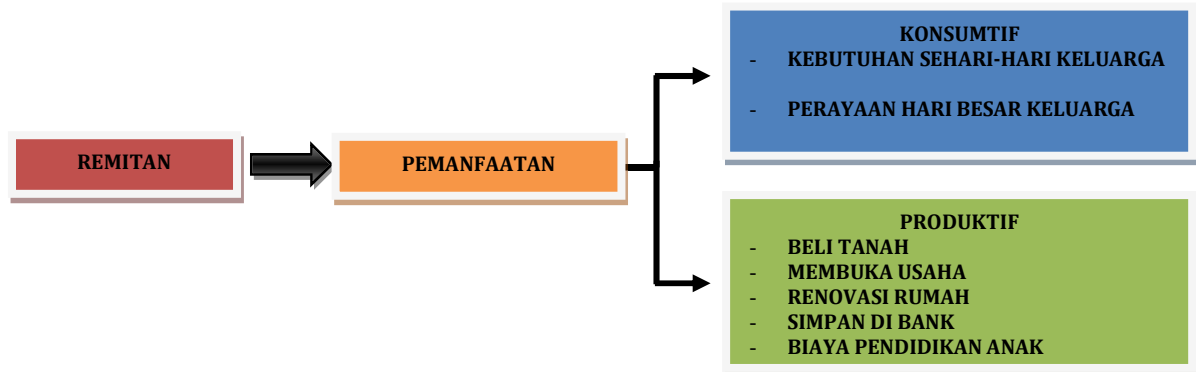 REMITAN
PEMANFAATAN
KONSUMTIF
- KEBUTUHAN SEHARI-HARI KELUARGA
- PERAYAAN HARI BESAR KELUARGA
PRODUKTIF
- BELI TANAH
- MEMBUKA USAHA
- RENOVASI RUMAH
- SIMPAN DI BANK
- BIAYA PENDIDIKAN ANAK